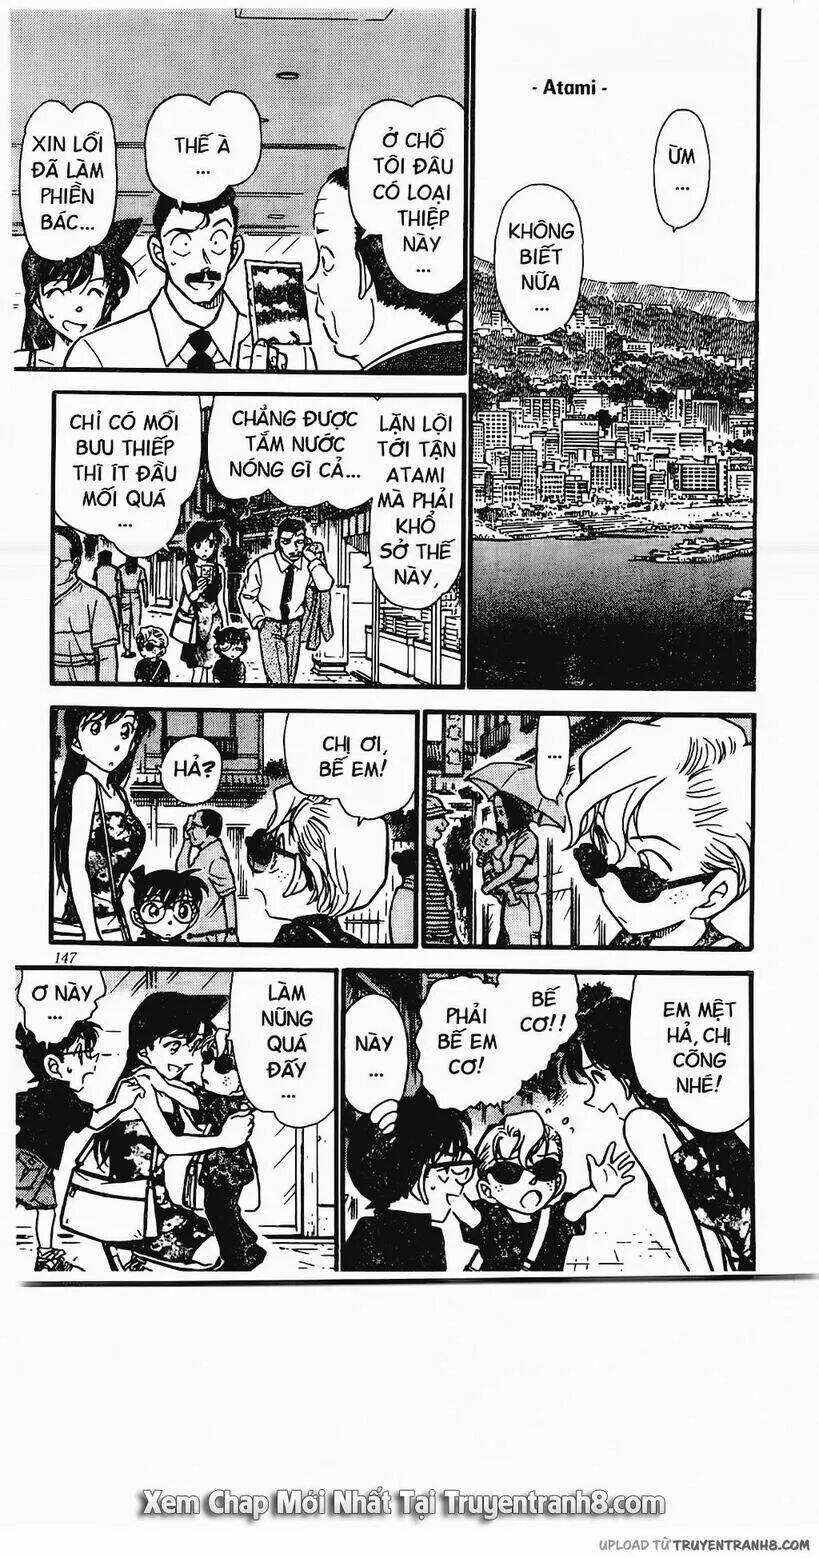 - Atami -
ỪM
...
KHÔNG
BIẾT
NỮA
...
Ở CHỖ
TÔI ĐÂU
CÓ LOẠI
THIỆP
NÀY
...
THẾ À
...
XIN LỖI
ĐÃ LÀM
PHIỀN
BÁC...
LẶN LỘI
TỚI TẬN
ATAMI
MÀ PHẢI
KHỔ
SỞ THẾ
NÀY,
CHẲNG ĐƯỢC
TẮM NƯỚC
NÓNG GÌ CẢ...
CHỈ CÓ MỖI
BƯU THIẾP
THÌ ÍT ĐẦU
MỐI QUÁ
...
...
CHỊ ƠI,
BẾ EM!
HẢ?
147
EM MỆT
HẢ, CHỊ
CÕNG
NHÉ!
BẾ
CƠ!!
PHẢI
BẾ EM
CƠ!
NÀY
...
LÀM
NŨNG
QUÁ
ĐẤY
...
Ơ NÀY
...
Xem Chap Mới Nhất Tại Truyentranh8.com
UPLOAD TỪ TRUYENTRANH8.COM